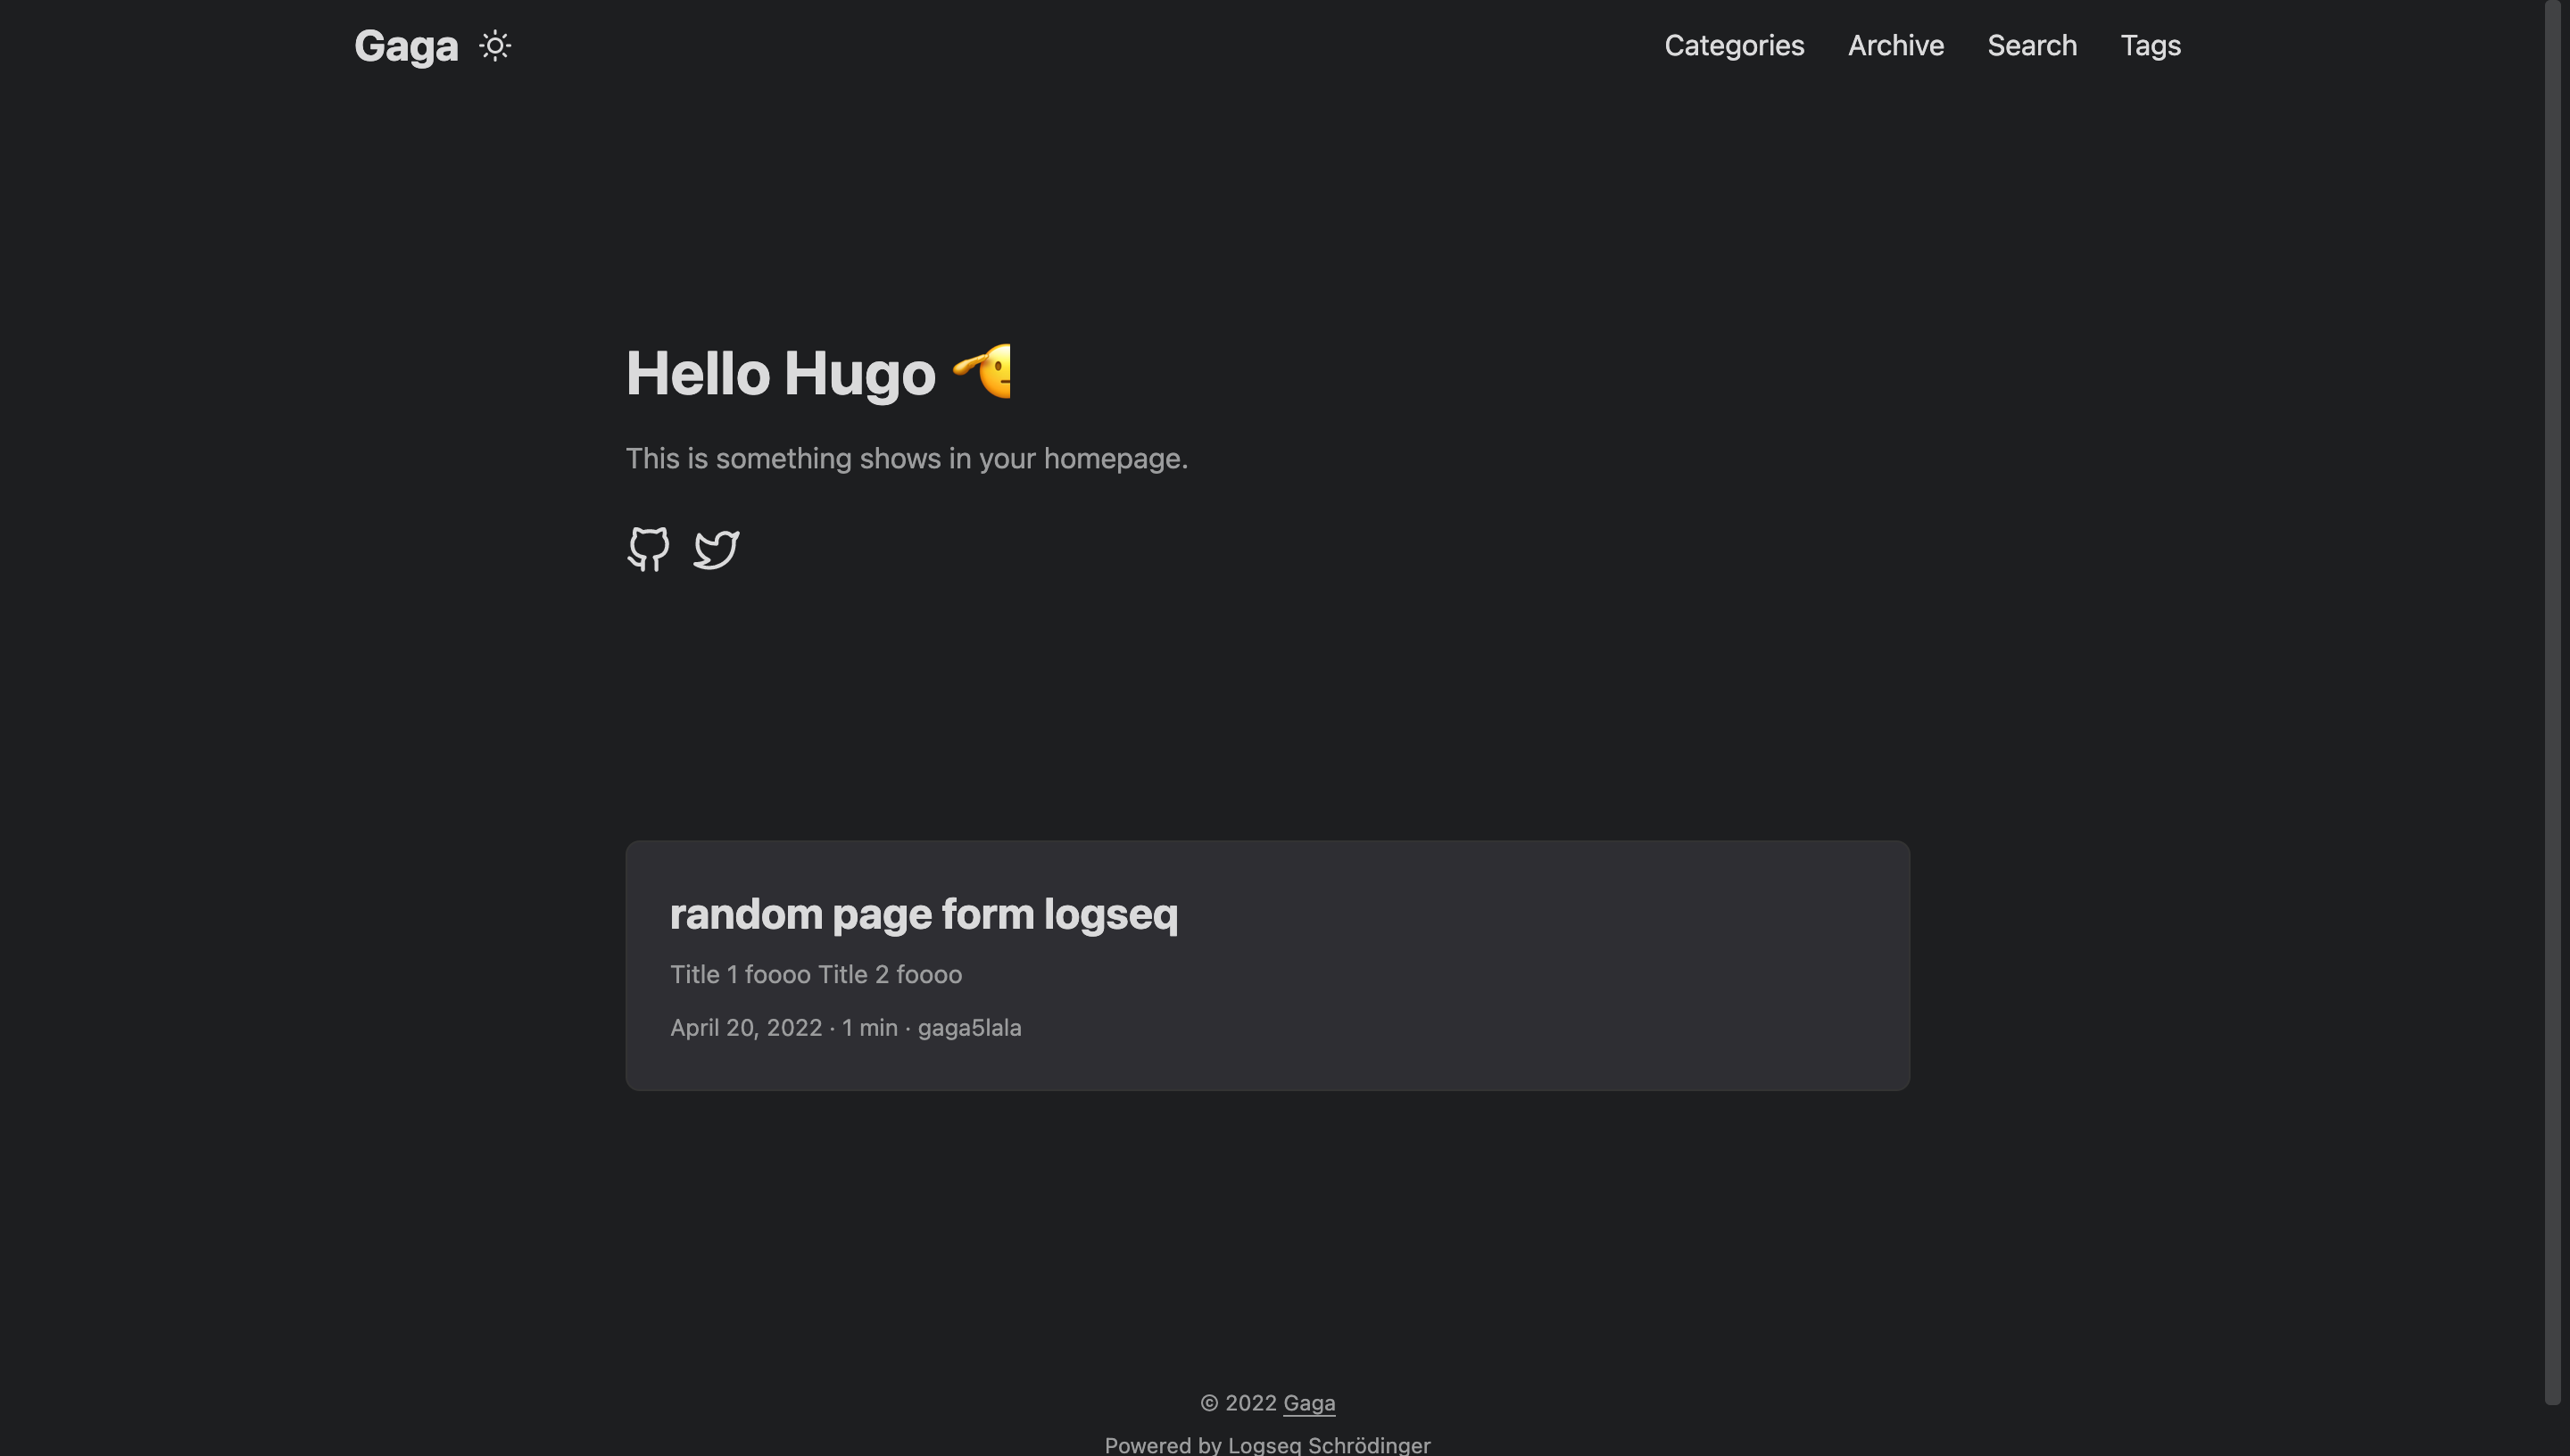 Gaga
Categories Archive Search Tags
Hello Hugo
This is something shows in your homepage.
random page form logseq
Title 1 foooo Title 2 foooo
April 20, 2022 · 1 min · gaga5lala
© 2022 Gaga
Powered by Logseq Schrödinger